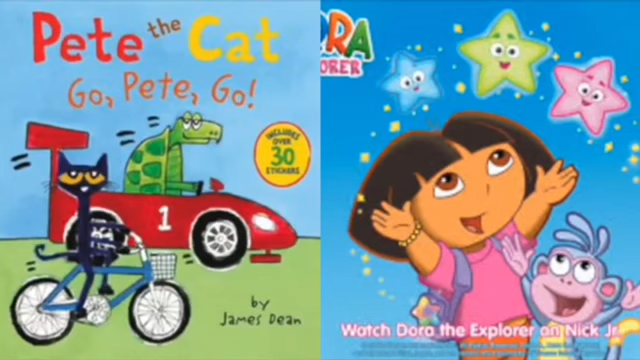 Pete the Cat
Go, Pete, Go!
INCLUDES
OVER
30
STICKERS
1
by
James Dean
RA
ORER
Watch Dora the Explorer on Nick Jr.